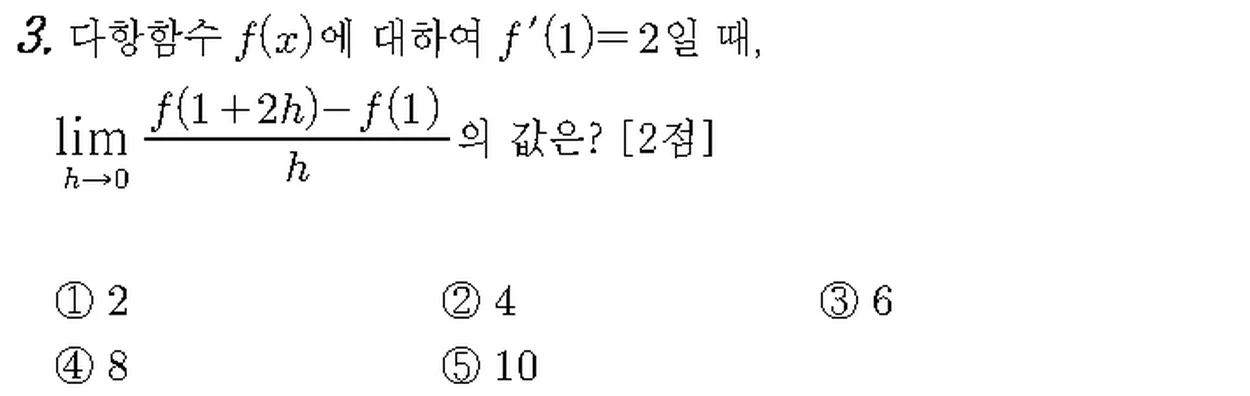 3. 다항함수 f(x)에 대하여 f′(1)=2일 때,
lim h→0 f(1+2h)−f(1) / h 의 값은? [2점]
① 2 ② 4 ③ 6
④ 8 ⑤ 10